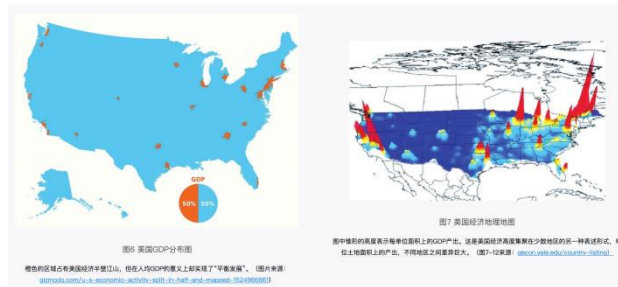 GDP
50%
50%
图6 美国GDP分布图
橙色的区域占有美国经济半壁江山，但在人均GDP的意义上却实现了“平衡发展”。（图片来源：
gizmodo.com/u-s-economic-activity-split-in-half-and-mapped-1524966661)
图7 美国经济地理地图
图中锥形的高度表示每单位面积上的GDP产出。这是美国经济高度集聚在少数地区的另一种表述形式，
位土地面积上的产出，不同地区之间差异巨大。（图7-12来源：gecon.yale.edu/country-listing)